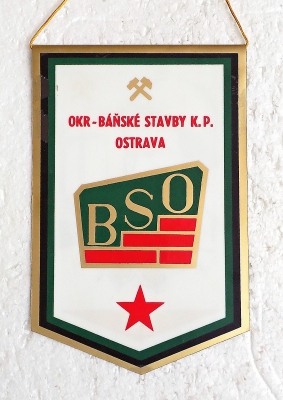 OKR-BÁŇSKÉ STAVBY K.P.
OSTRAVA
BSO